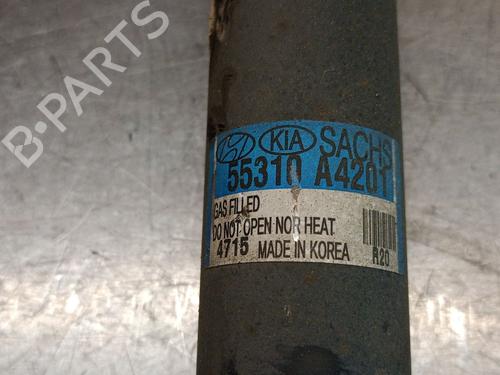 B-PARTS
KIA SACHS
55310 A4201
GAS FILLED
DO NOT OPEN NOR HEAT
4715 MADE IN KOREA
R20